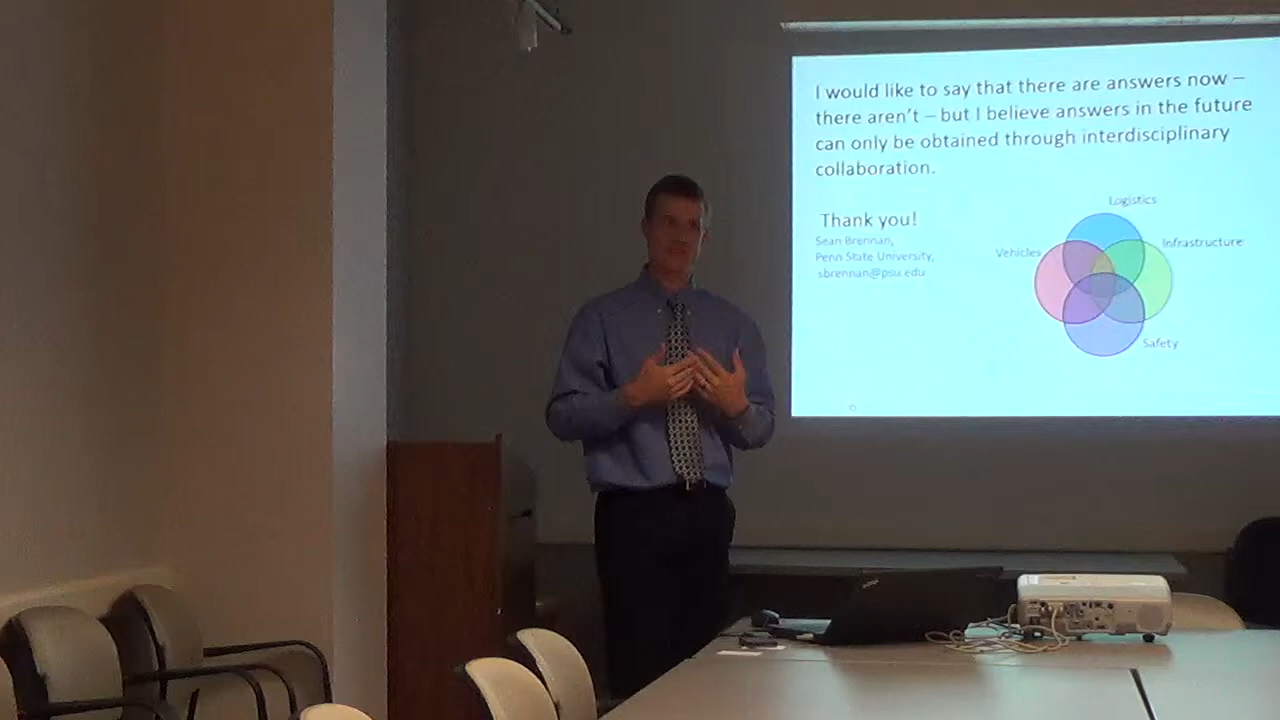 I would like to say that there are answers now –
there aren't – but I believe answers in the future
can only be obtained through interdisciplinary
collaboration.
Thank you!
Sean Brennan,
Penn State University,
sbrennan@psu.edu
Logistics
Vehicles
Infrastructure
Safety